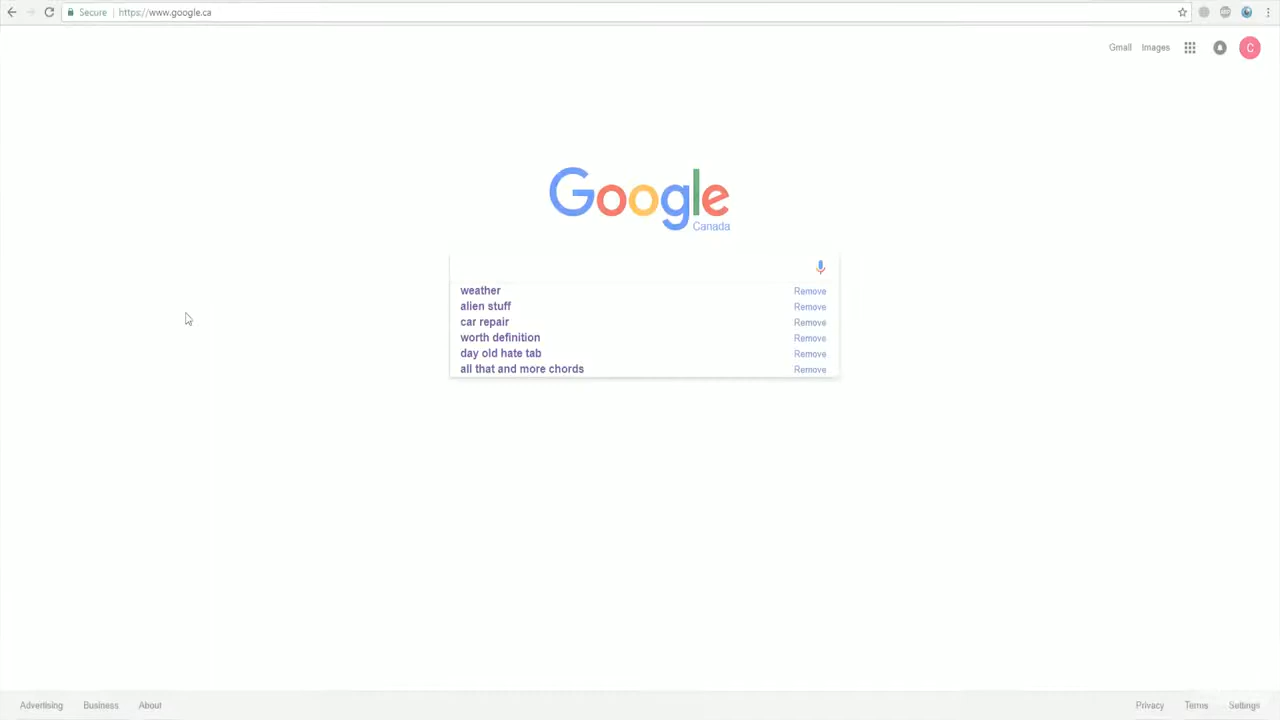 Secure https://www.google.ca
Gmail Images C
Google
Canada
weather Remove
alien stuff Remove
car repair Remove
worth definition Remove
day old hate tab Remove
all that and more chords Remove
Advertising Business About Privacy Terms Settings